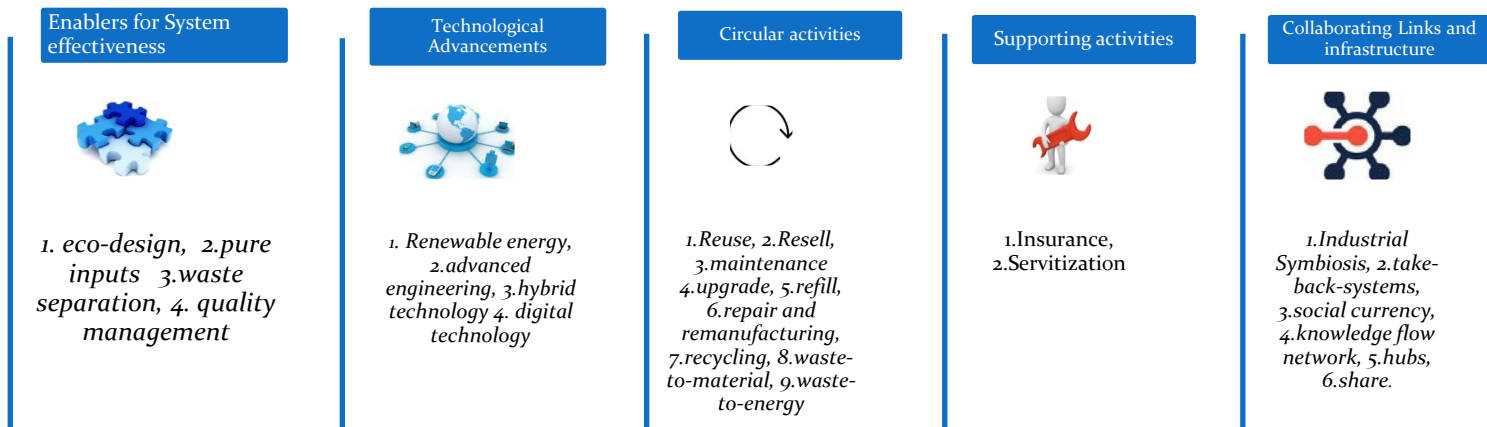 Enablers for System
effectiveness
1. eco-design, 2.pure
inputs 3.waste
separation, 4. quality
management
Technological
Advancements
1. Renewable energy,
2.advanced
engineering, 3.hybrid
technology 4. digital
technology
Circular activities
1.Reuse, 2.Resell,
3.maintenance
4.upgrade, 5.refill,
6.repair and
remanufacturing,
7.recycling, 8.waste-
to-material, 9.waste-
to-energy
Supporting activities
1.Insurance,
2.Servitization
Collaborating Links and
infrastructure
1.Industrial
Symbiosis, 2.take-
back-systems,
3.social currency,
4.knowledge flow
network, 5.hubs,
6.share.